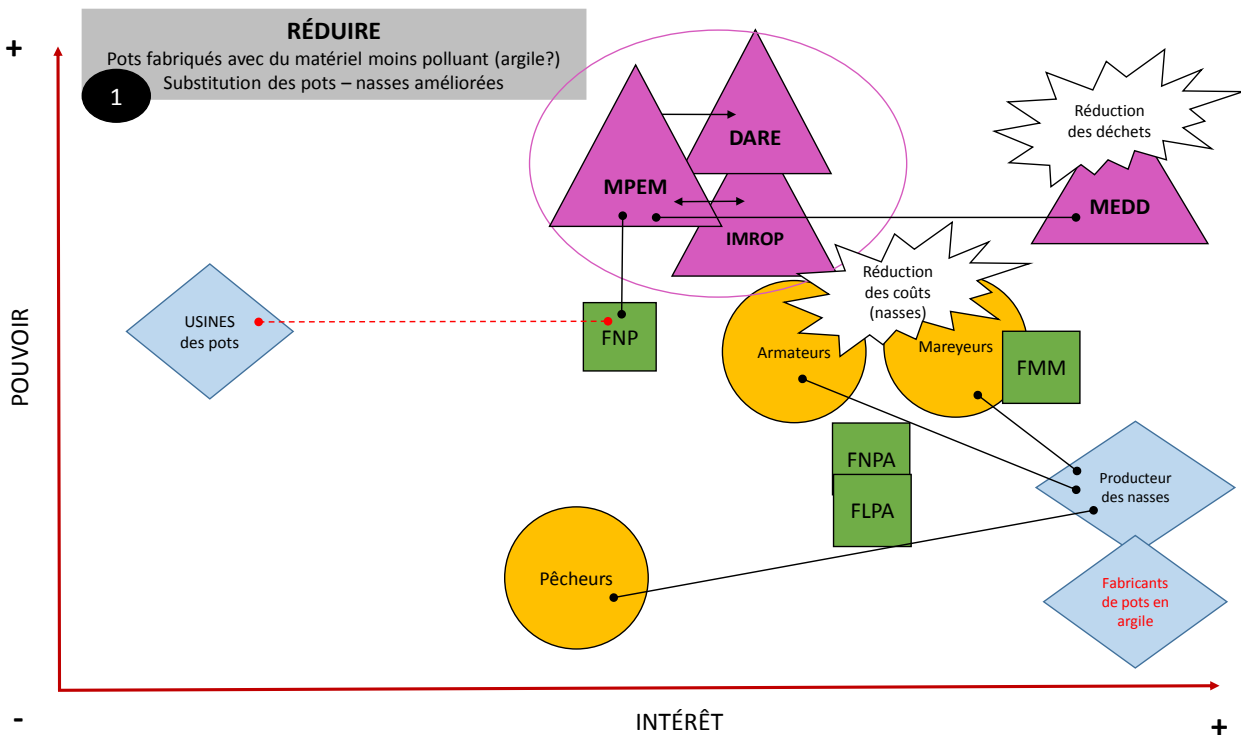 RÉDUIRE
Pots fabriqués avec du matériel moins polluant (argile?)
Substitution des pots – nasses améliorées
1
+
POUVOIR
-
INTÉRÊT
+
DARE
MPEM
IMROP
Réduction
des déchets
MEDD
USINES
des pots
FNP
Réduction
des coûts
(nasses)
Armateurs
Mareyeurs
FMM
FNPA
FLPA
Producteur
des nasses
Pêcheurs
Fabricants
de pots en
argile